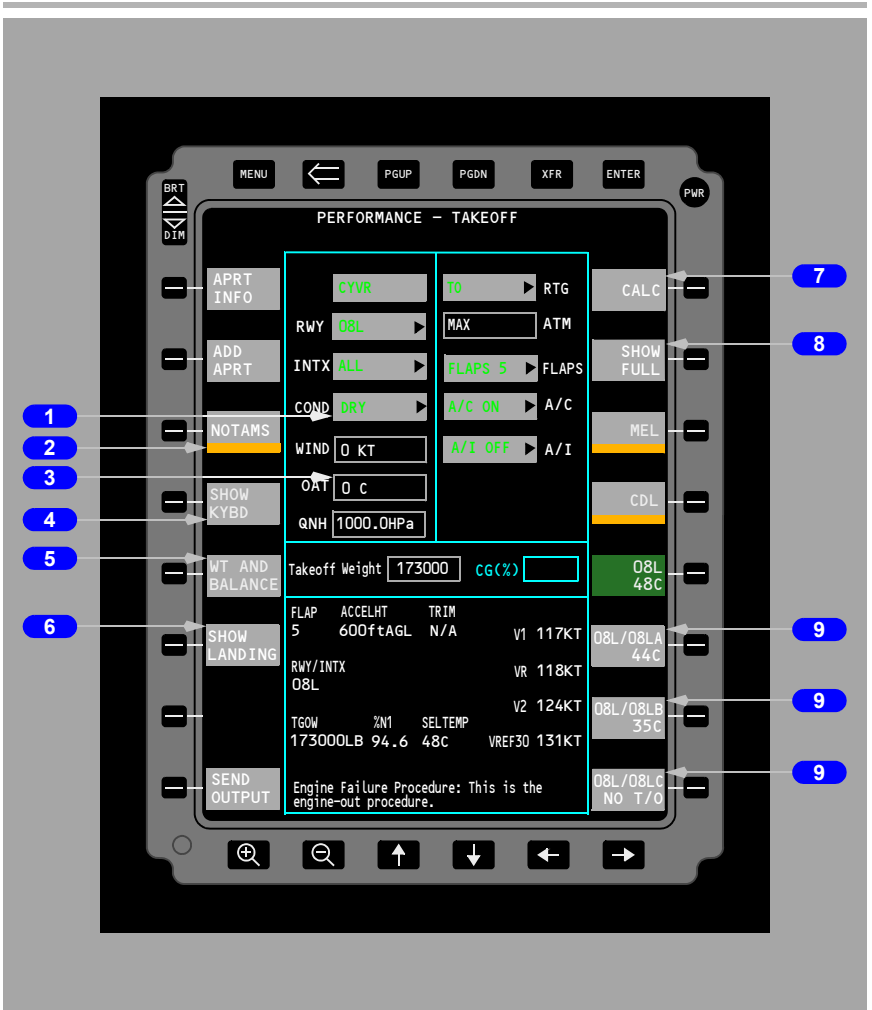 MENU
PGUP
PGDN
XFR
ENTER
BRT
DIM
PWR
PERFORMANCE - TAKEOFF
APRT
INFO
CYVR
TO
RTG
CALC
7
RWY
08L
MAX
ATM
ADD
APRT
INTX
ALL
FLAPS 5
FLAPS
SHOW
FULL
8
1
COND
DRY
A/C ON
A/C
2
NOTAMS
WIND
0 KT
A/I OFF
A/I
MEL
3
OAT
0 C
4
SHOW
KYBD
QNH
1000.0HPa
CDL
5
WT AND
BALANCE
Takeoff Weight
173000
CG(%)
08L
48C
6
SHOW
LANDING
FLAP
ACCELHT
TRIM
5
600ftAGL
N/A
V1 117KT
08L/08LA
44C
9
RWY/INTX
08L
VR 118KT
V2 124KT
08L/08LB
35C
9
TGOW
%N1
SELTEMP
173000LB
94.6
48C
VREF30 131KT
SEND
OUTPUT
Engine Failure Procedure: This is the
engine-out procedure.
08L/08LC
NO T/O
9